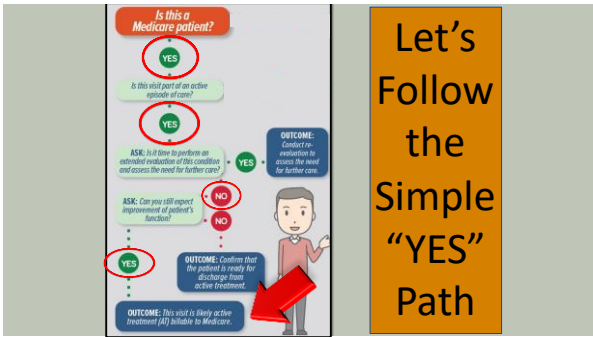 Is this a
Medicare patient?
YES
Is this visit part of an active
episode of care?
YES
ASK: Is it time to perform an
extended evaluation of this condition
and assess the need for further care?
YES
OUTCOME:
Conduct re-
evaluation to
assess the need
for further care.
NO
ASK: Can you still expect
improvement of patient's
function?
NO
YES
OUTCOME: Confirm that
the patient is ready for
discharge from
active treatment.
OUTCOME: This visit is likely active
treatment (AT) billable to Medicare.
Let's
Follow
the
Simple
“YES”
Path